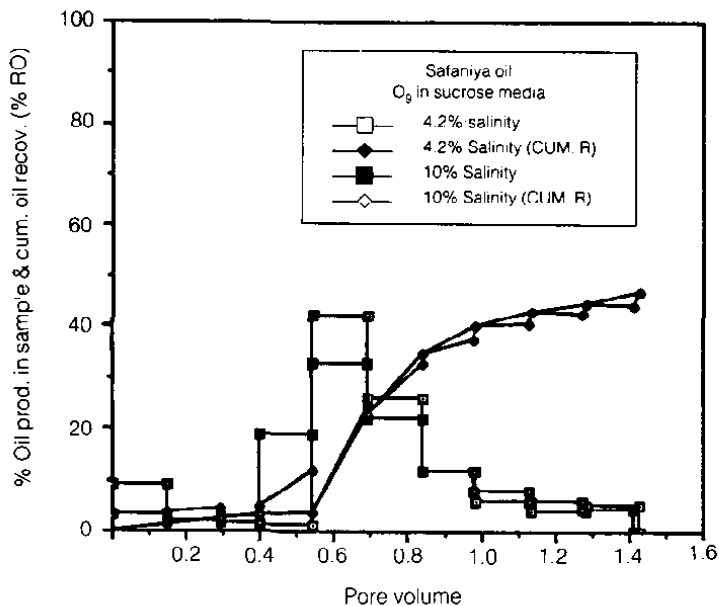 % Oil prod. in sample & cum. oil recov. (% RO)
100
80
60
40
20
0
Safaniya oil
O9 in sucrose media
4.2% salinity
4.2% Salinity (CUM. R)
10% Salinity
10% Salinity (CUM. R)
0.2 0.4 0.6 0.8 1.0 1.2 1.4 1.6
Pore volume